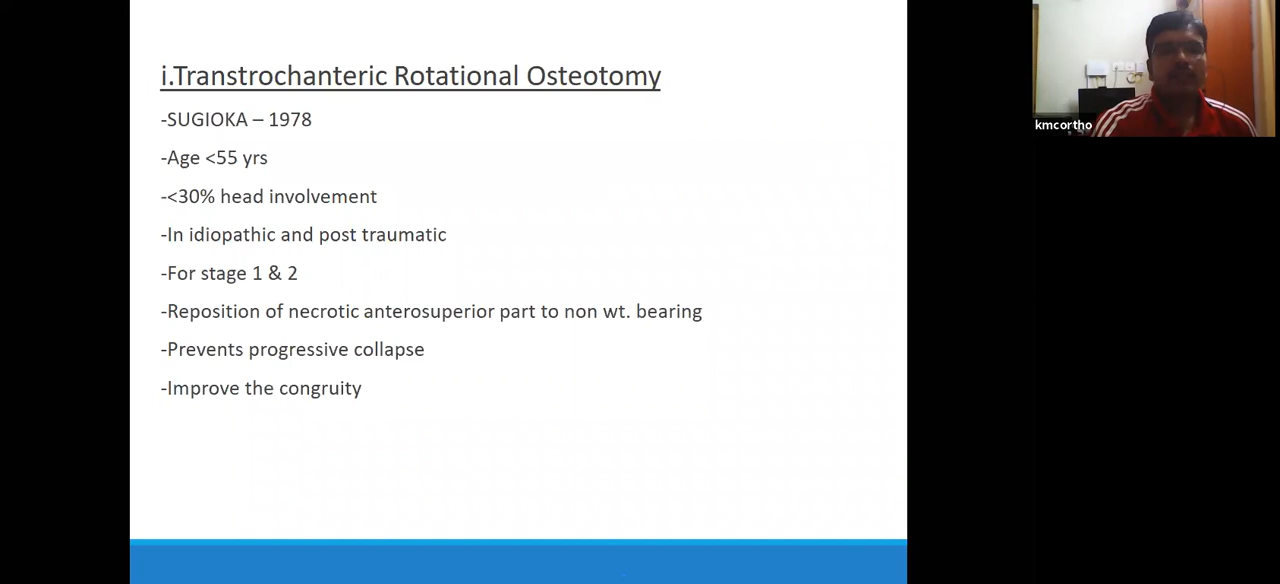 i.Transtrochanteric Rotational Osteotomy
-SUGIOKA – 1978
-Age <55 yrs
-<30% head involvement
-In idiopathic and post traumatic
-For stage 1 & 2
-Reposition of necrotic anterosuperior part to non wt. bearing
-Prevents progressive collapse
-Improve the congruity
kmcortho